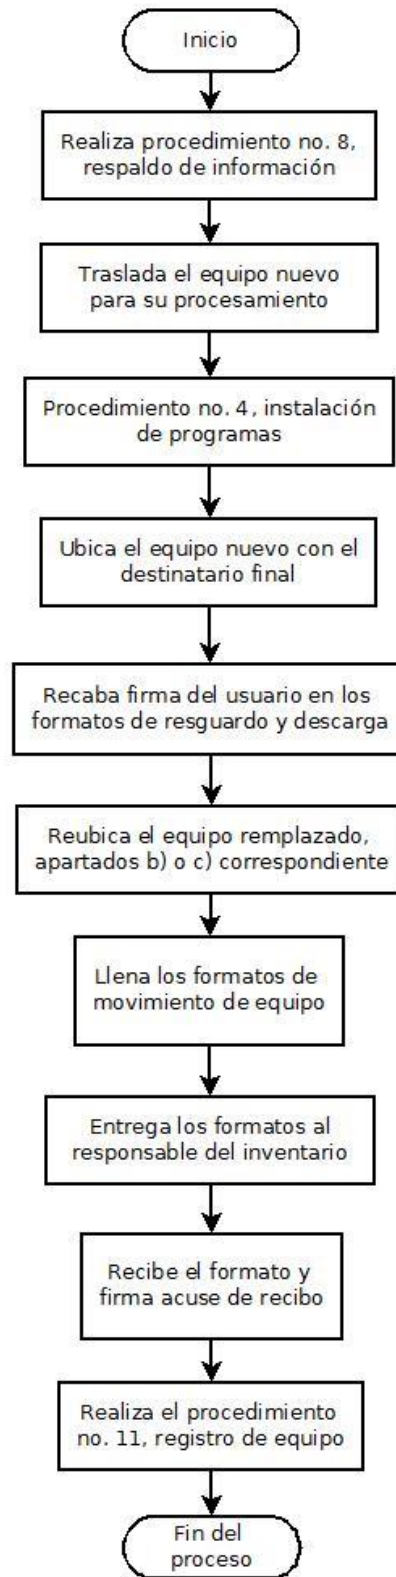 Inicio
Realiza procedimiento no. 8,
respaldo de información
Traslada el equipo nuevo
para su procesamiento
Procedimiento no. 4, instalación
de programas
Ubica el equipo nuevo con el
destinatario final
Recaba firma del usuario en los
formatos de resguardo y descarga
Reubica el equipo remplazado,
apartados b) o c) correspondiente
Llena los formatos de
movimiento de equipo
Entrega los formatos al
responsable del inventario
Recibe el formato y
firma acuse de recibo
Realiza el procedimiento
no. 11, registro de equipo
Fin del
proceso